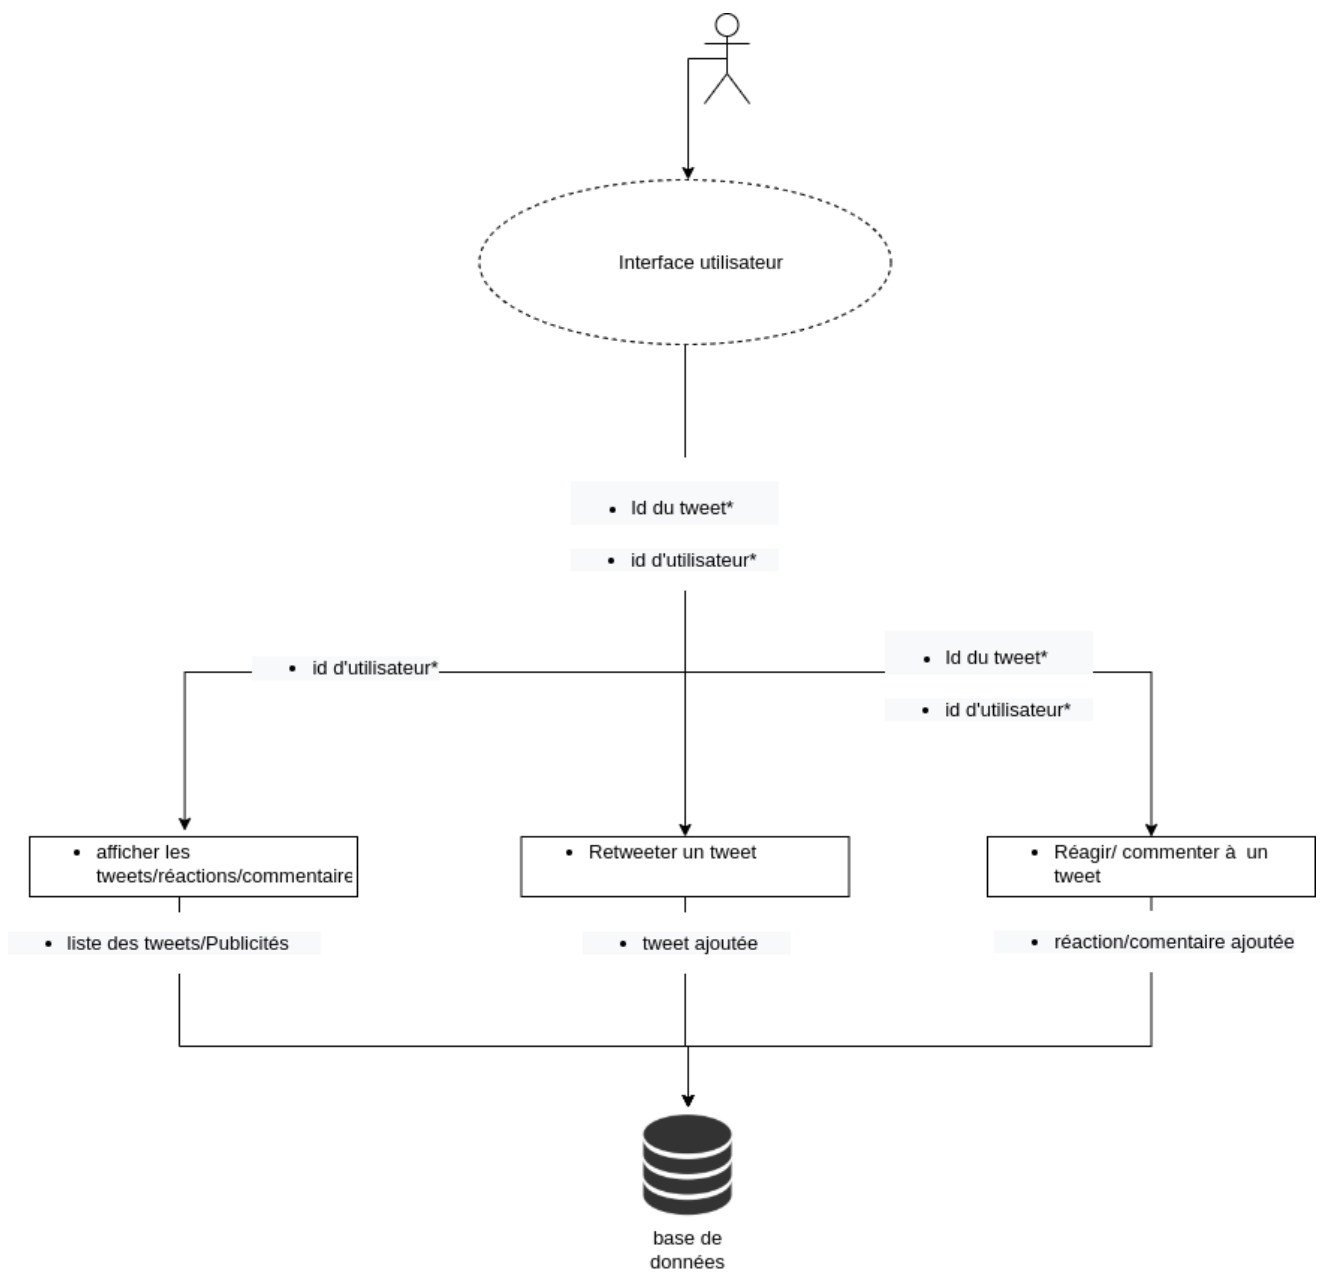 Interface utilisateur
• Id du tweet*
• id d'utilisateur*
• id d'utilisateur*
• Id du tweet*
• id d'utilisateur*
• afficher les
tweets/réactions/commentaire
• Retweeter un tweet
• Réagir/ commenter à un
tweet
• liste des tweets/Publicités
• tweet ajoutée
• réaction/comentaire ajoutée
base de
données